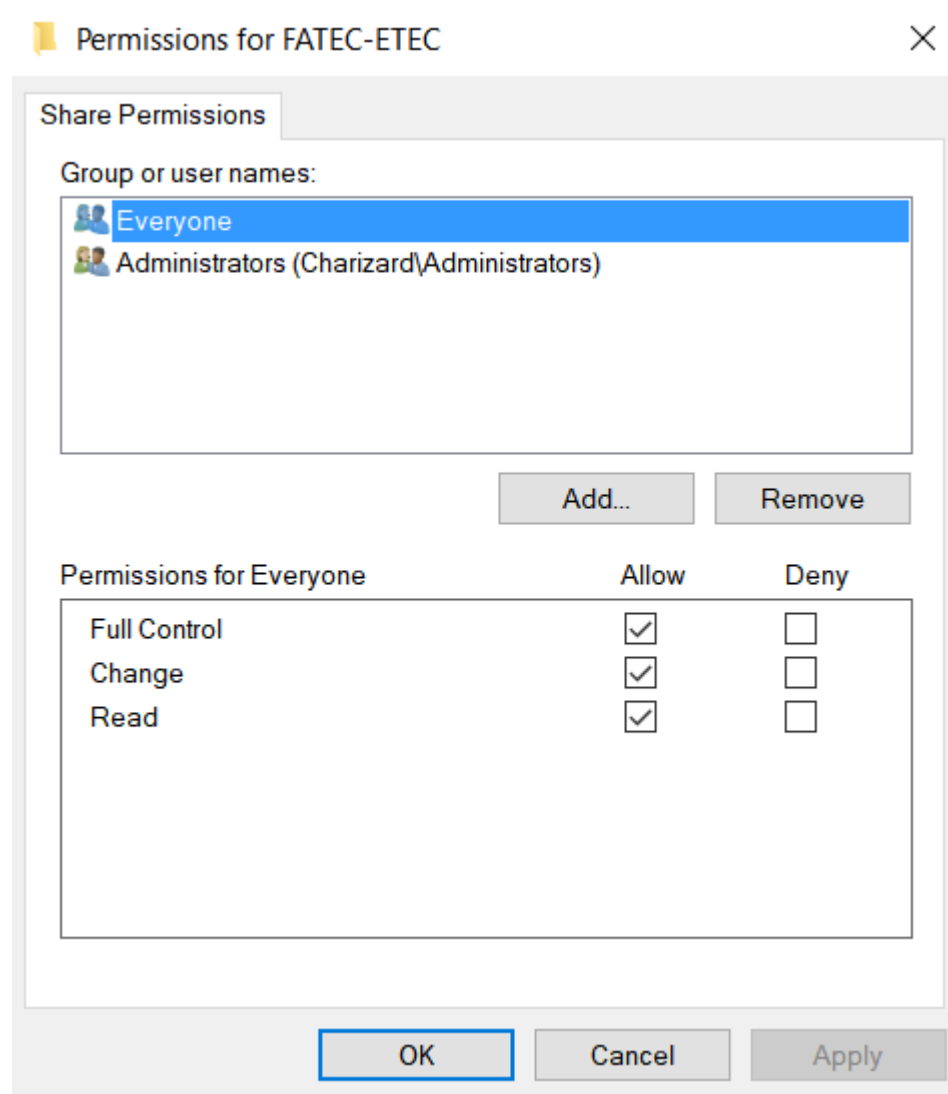 Permissions for FATEC-ETEC
Share Permissions
Group or user names:
Everyone
Administrators (Charizard\Administrators)
Add... Remove
Permissions for Everyone Allow Deny
Full Control
Change
Read
OK Cancel Apply